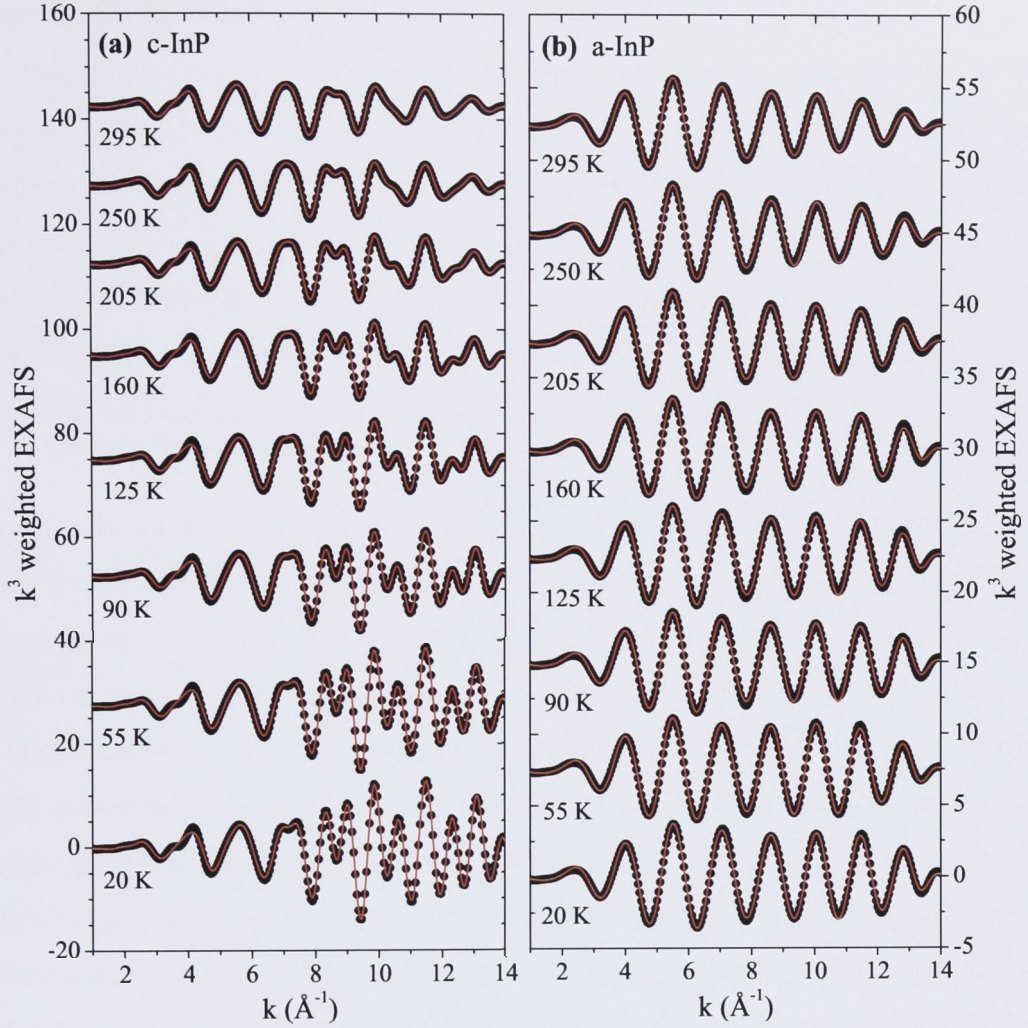 160
140
120
100
80
60
40
20
0
-20
k³ weighted EXAFS
(a) c-InP
295 K
250 K
205 K
160 K
125 K
90 K
55 K
20 K
2 4 6 8 10 12 14
k (Å⁻¹)
(b) a-InP
295 K
250 K
205 K
160 K
125 K
90 K
55 K
20 K
2 4 6 8 10 12 14
k (Å⁻¹)
60
55
50
45
40
35
30
25
20
15
10
5
0
-5
k³ weighted EXAFS